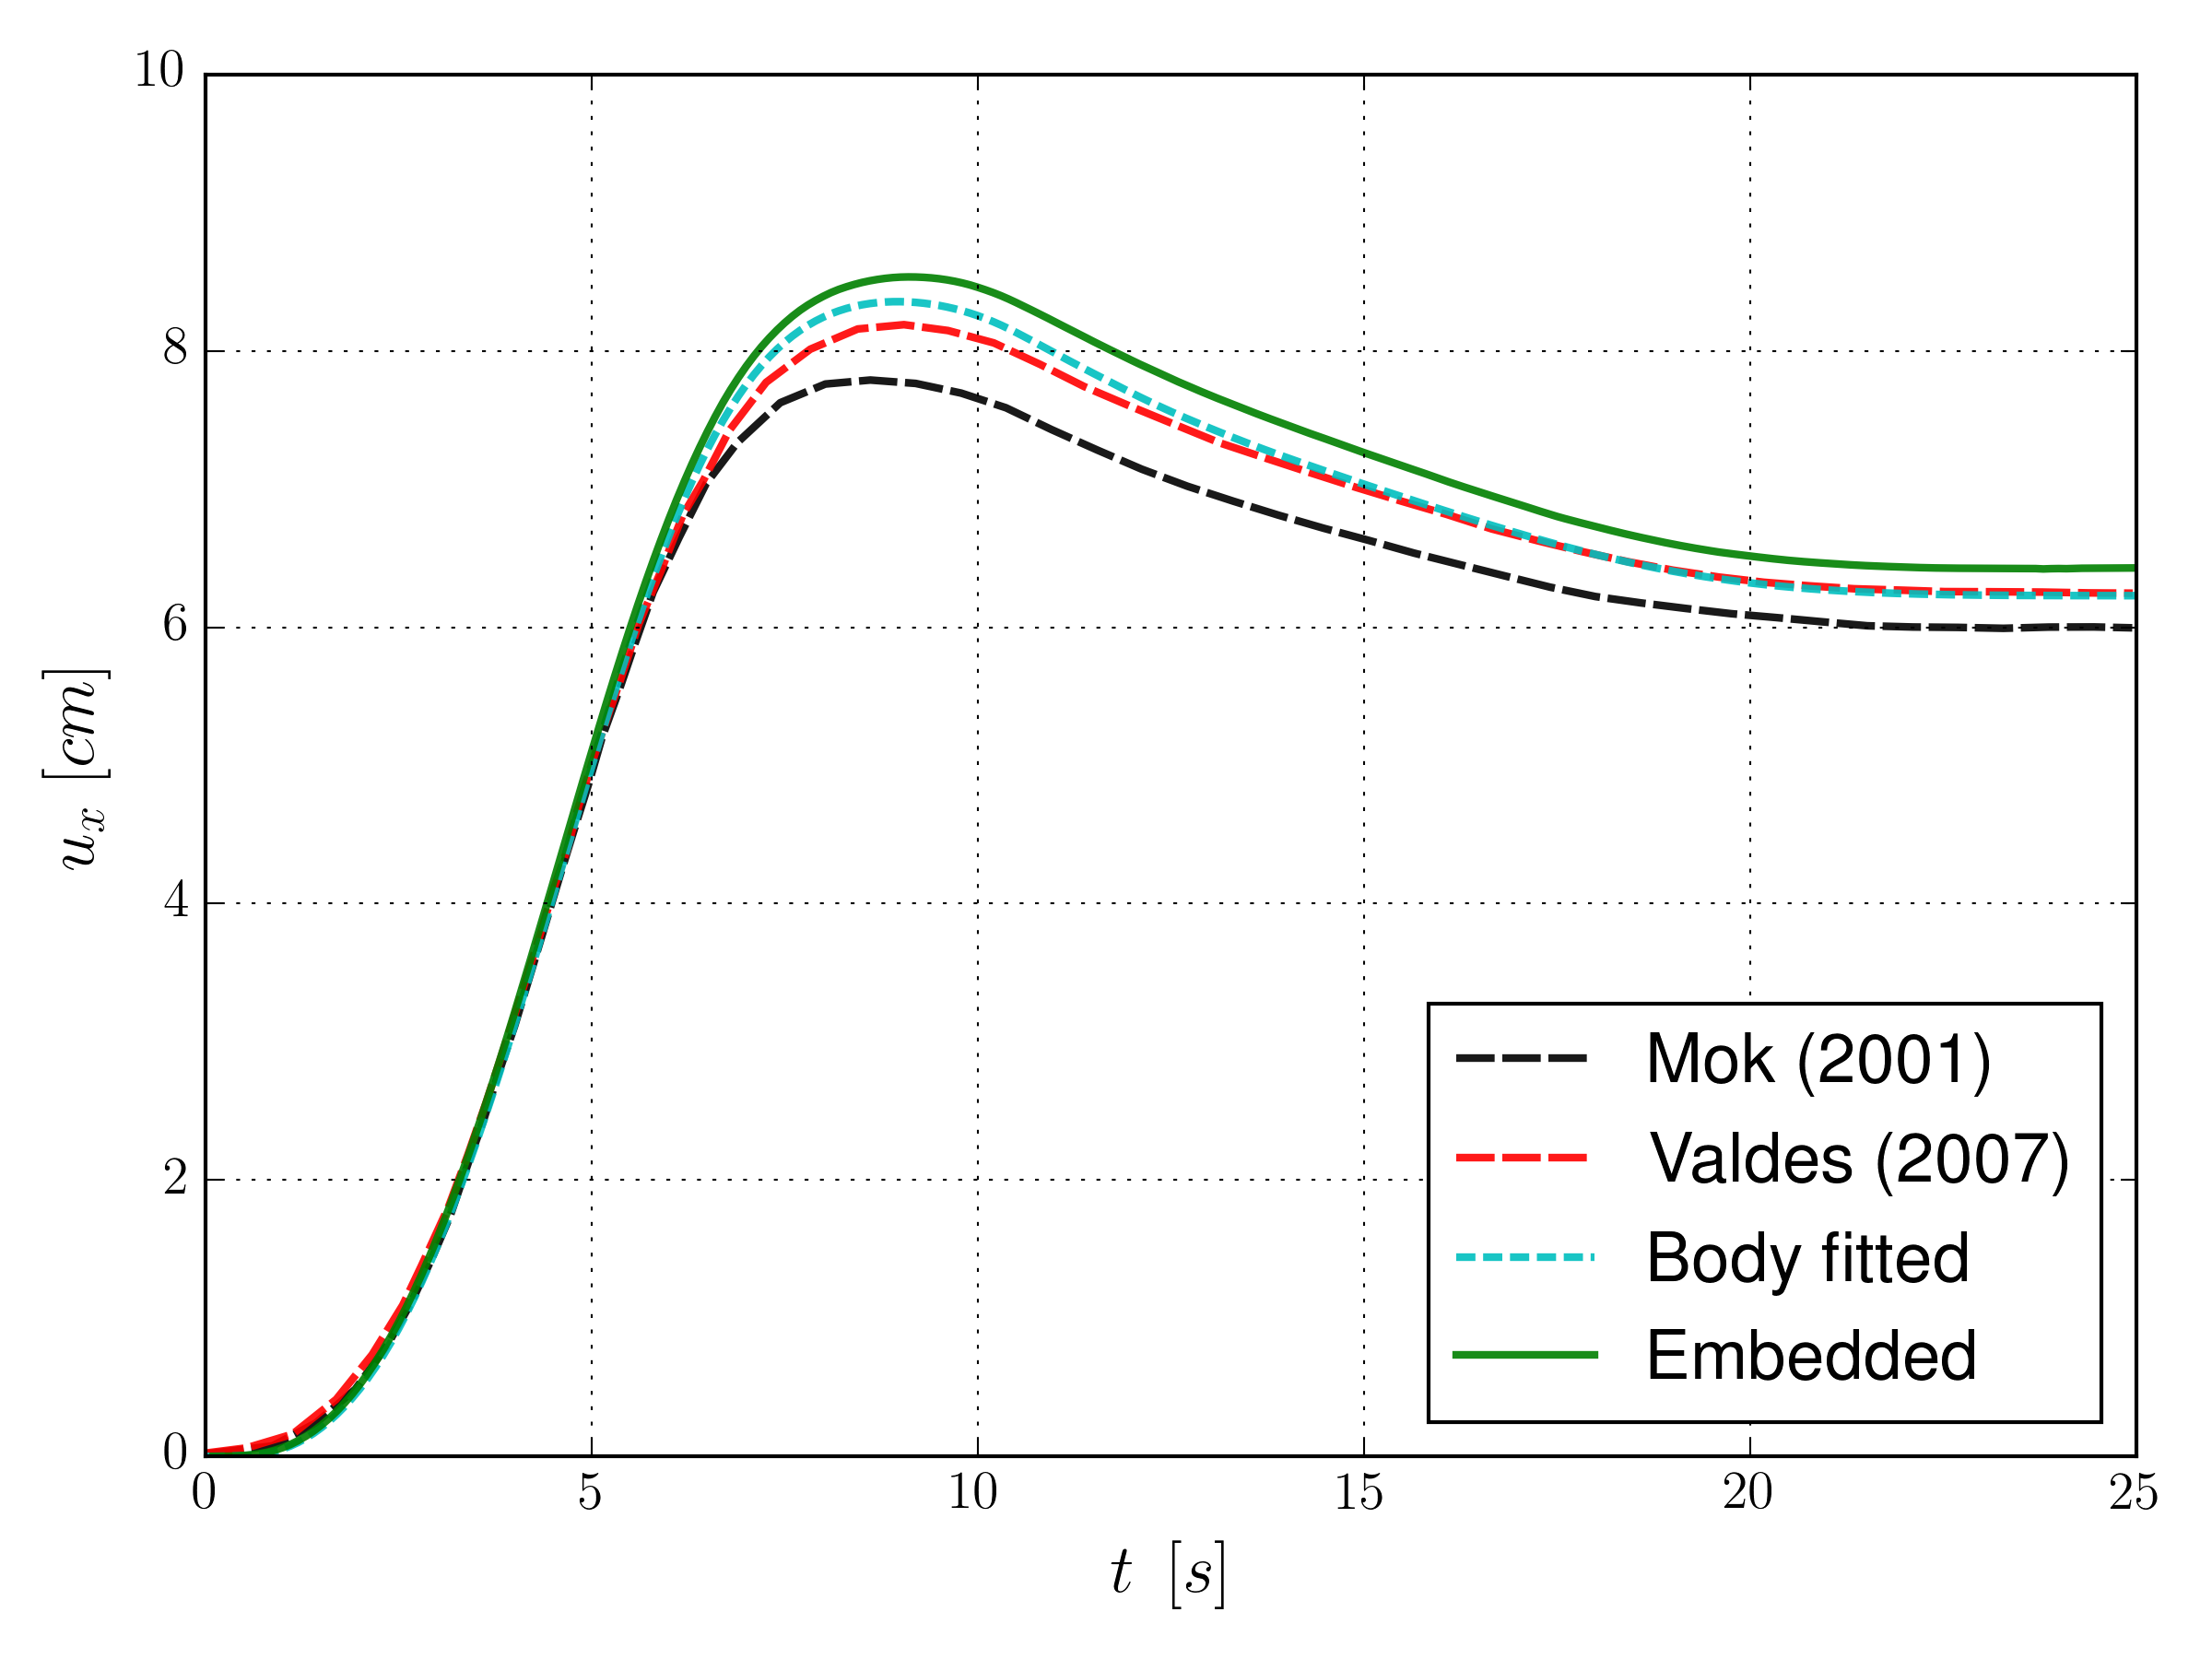 10
8
6
4
2
0
0 5 10 15 20 25
u_x [cm]
t [s]
Mok (2001)
Valdes (2007)
Body fitted
Embedded